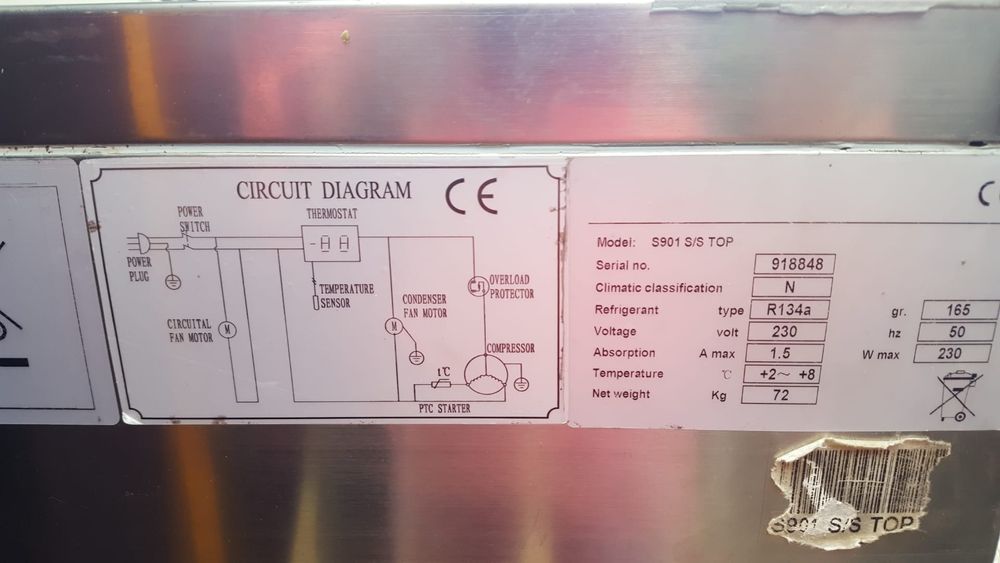 CIRCUIT DIAGRAM CE
POWER
SWITCH
THERMOSTAT
POWER
PLUG
TEMPERATURE
SENSOR
OVERLOAD
PROTECTOR
CONDENSER
FAN MOTOR
M
CIRCUITAL
FAN MOTOR
M
COMPRESSOR
t℃
PTC STARTER
Model: S901 S/S TOP
Serial no. 918848
Climatic classification N
Refrigerant type R134a gr. 165
Voltage volt 230 hz 50
Absorption A max 1.5 W max 230
Temperature ℃ +2~ +8
Net weight Kg 72
S901 S/S TOP